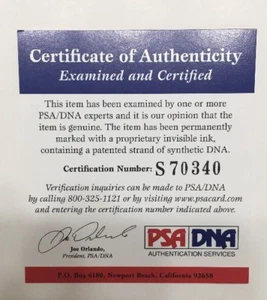 Certificate of Authenticity
Examined and Certified
This item has been examined by one or more
PSA/DNA experts and it is our opinion that the
item is genuine. The item has been permanently
marked with a proprietary invisible ink,
containing a patented strand of synthetic DNA.
Certification Number: S 70340
Verification inquiries can be made to PSA/DNA
by calling 800-325-1121 or by visiting www.psacard.com
and entering the certification number indicated above.
Joe Orlando,
President, PSA/DNA
PSA DNA
AUTHENTICATION SERVICES
P.O. Box 6180, Newport Beach, California 92658